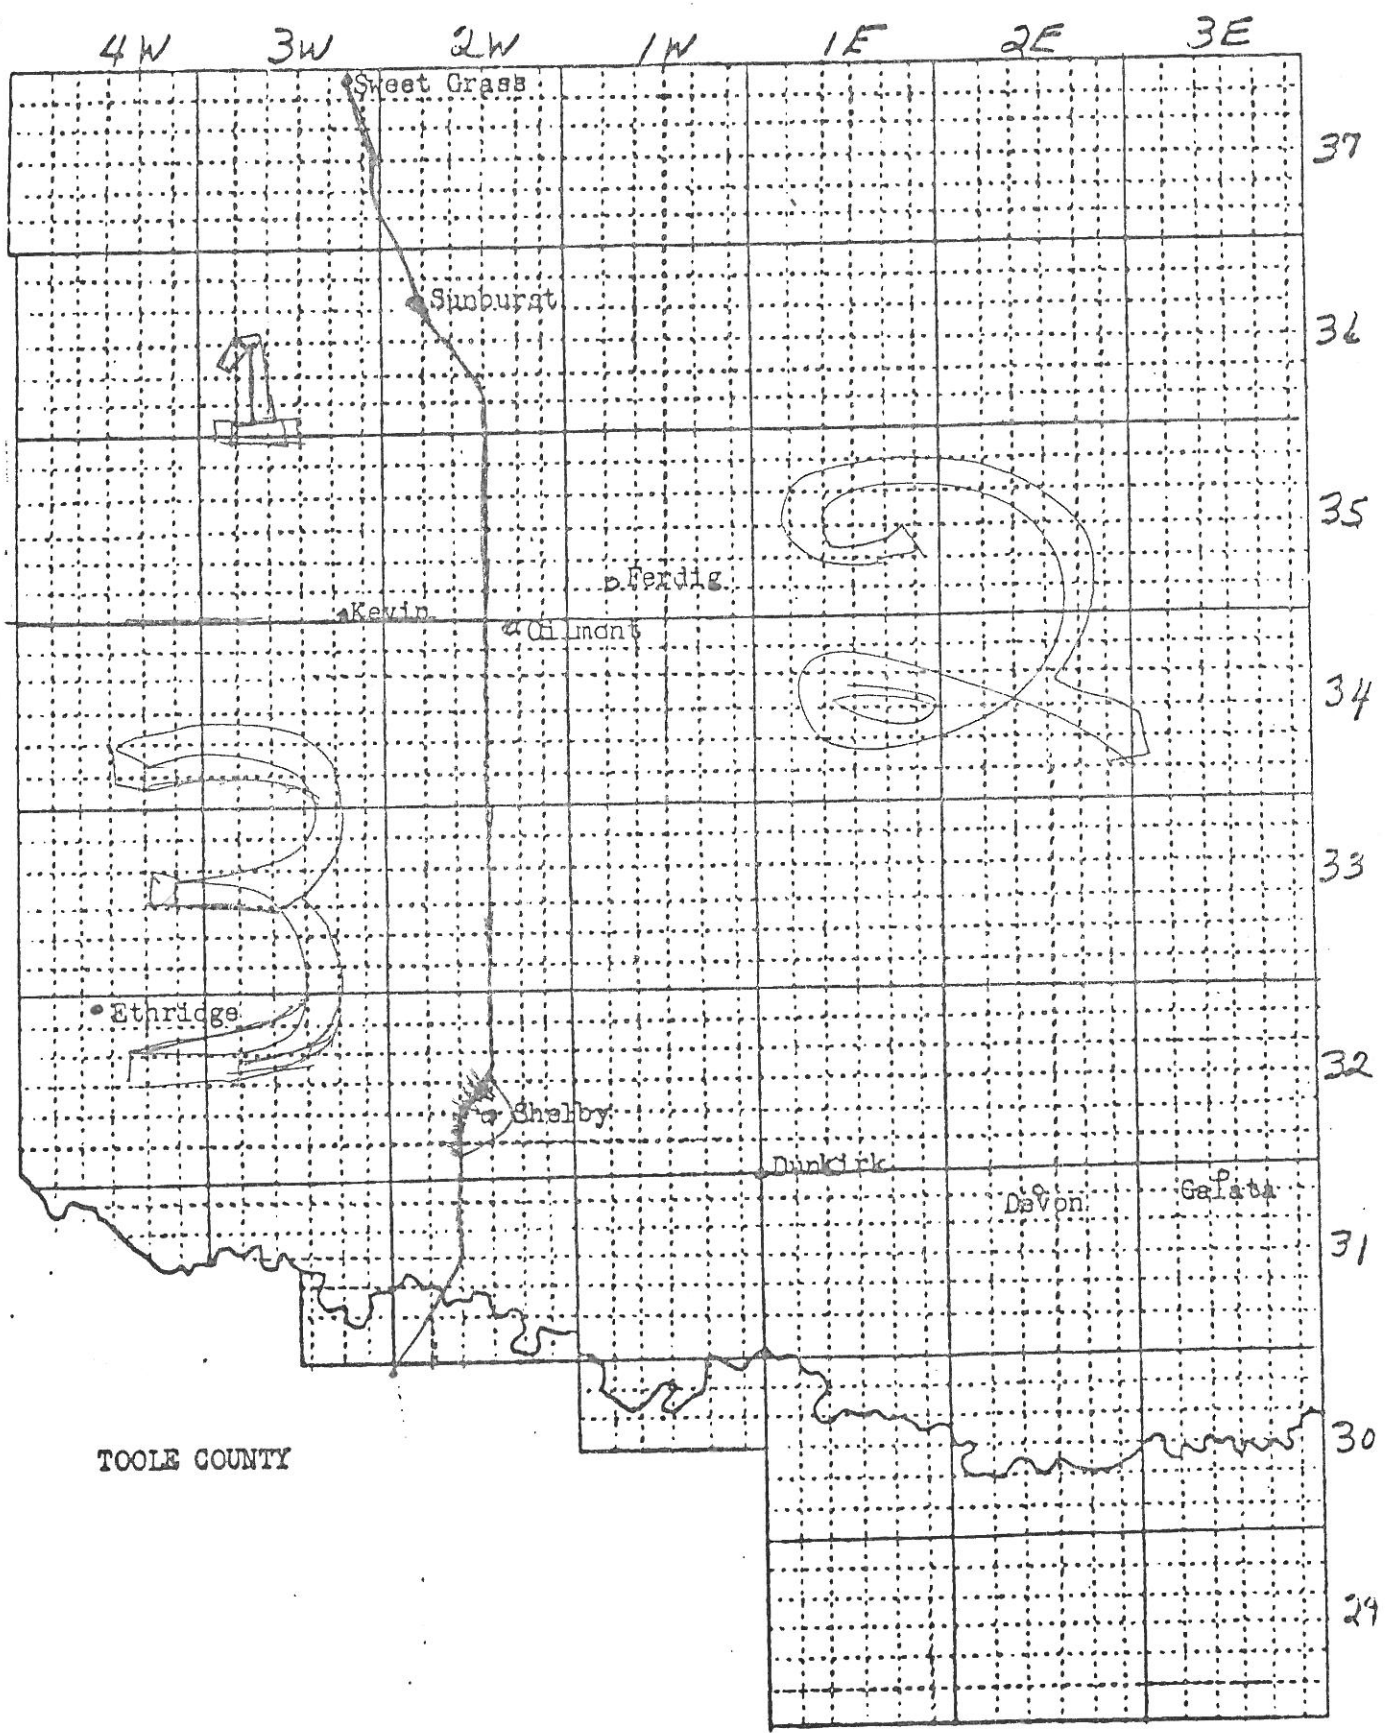 4W 3W 2W 1W 1E 2E 3E
Sweet Grass
37
Sunburst
36
1
35
2
Ferdig
Kevin
Oilmont
34
3
33
Ethridge
32
Shelby
Dunkirk
Devon
Galata
31
30
TOOLE COUNTY
29